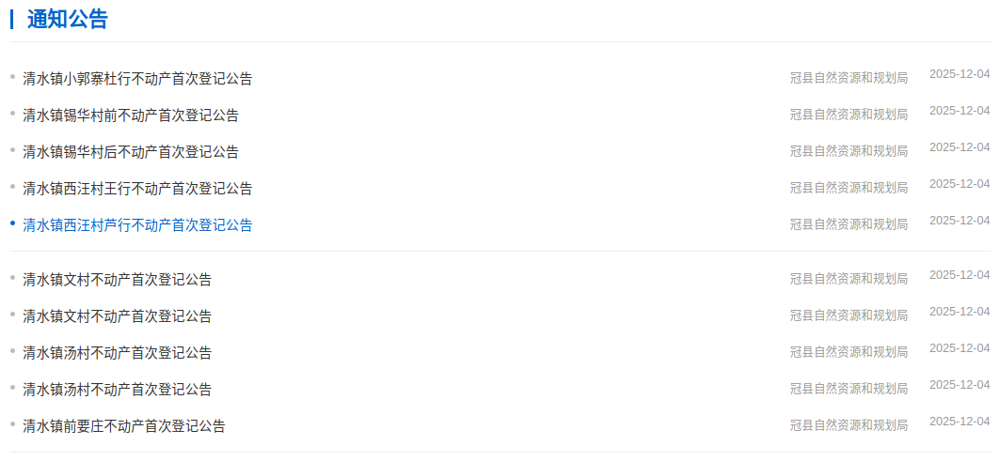 通知公告
清水镇小郭寨杜行不动产首次登记公告 冠县自然资源和规划局 2025-12-04
清水镇锡华村前不动产首次登记公告 冠县自然资源和规划局 2025-12-04
清水镇锡华村后不动产首次登记公告 冠县自然资源和规划局 2025-12-04
清水镇西汪村王行不动产首次登记公告 冠县自然资源和规划局 2025-12-04
清水镇西汪村芦行不动产首次登记公告 冠县自然资源和规划局 2025-12-04
清水镇文村不动产首次登记公告 冠县自然资源和规划局 2025-12-04
清水镇文村不动产首次登记公告 冠县自然资源和规划局 2025-12-04
清水镇汤村不动产首次登记公告 冠县自然资源和规划局 2025-12-04
清水镇汤村不动产首次登记公告 冠县自然资源和规划局 2025-12-04
清水镇前要庄不动产首次登记公告 冠县自然资源和规划局 2025-12-04